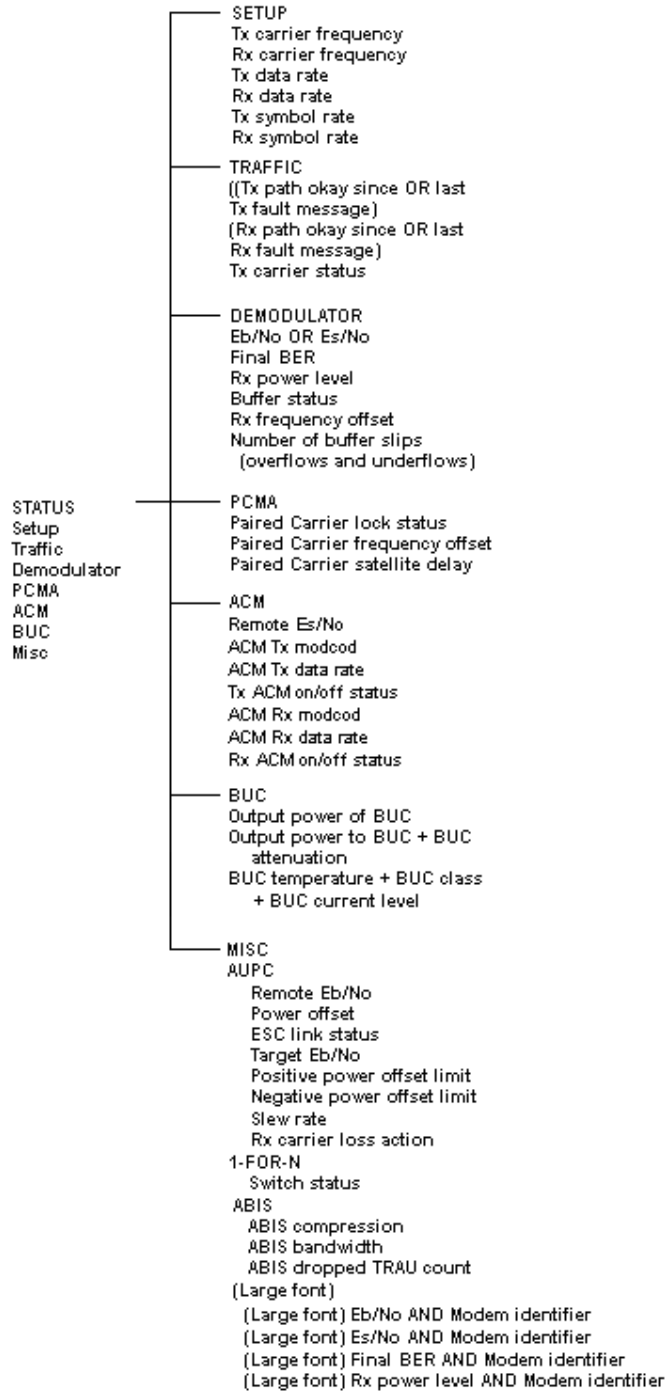 SETUP
Tx carrier frequency
Rx carrier frequency
Tx data rate
Rx data rate
Tx symbol rate
Rx symbol rate
TRAFFIC
((Tx path okay since OR last
Tx fault message)
(Rx path okay since OR last
Rx fault message)
Tx carrier status
DEMODULATOR
Eb/No OR Es/No
Final BER
Rx power level
Buffer status
Rx frequency offset
Number of buffer slips
(overflows and underflows)
STATUS
Setup
Traffic
Demodulator
PCMA
ACM
BUC
Misc
PCMA
Paired Carrier lock status
Paired Carrier frequency offset
Paired Carrier satellite delay
ACM
Remote Es/No
ACM Tx modcod
ACM Tx data rate
Tx ACM on/off status
ACM Rx modcod
ACM Rx data rate
Rx ACM on/off status
BUC
Output power of BUC
Output power to BUC + BUC
attenuation
BUC temperature + BUC class
+ BUC current level
MISC
AUPC
Remote Eb/No
Power offset
ESC link status
Target Eb/No
Positive power offset limit
Negative power offset limit
Slew rate
Rx carrier loss action
1-FOR-N
Switch status
ABIS
ABIS compression
ABIS bandwidth
ABIS dropped TRAU count
(Large font)
(Large font) Eb/No AND Modem identifier
(Large font) Es/No AND Modem identifier
(Large font) Final BER AND Modem identifier
(Large font) Rx power level AND Modem identifier